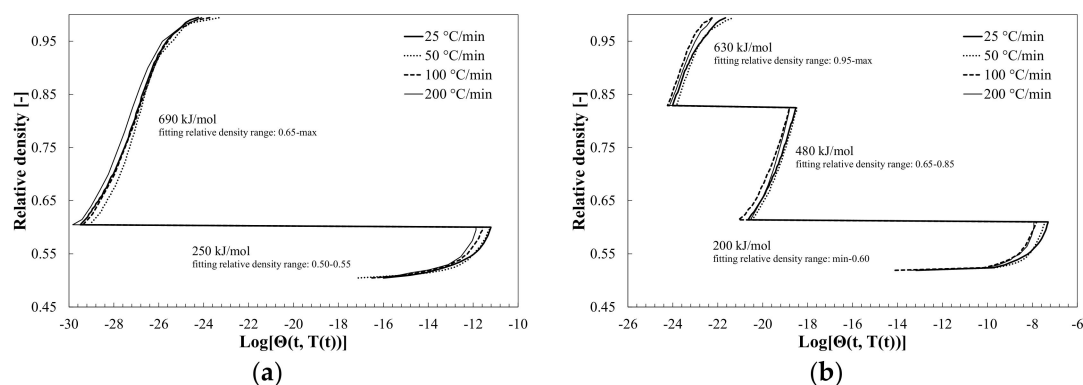 0.95
0.85
0.75
0.65
0.55
0.45
Relative density [-]
25 °C/min
50 °C/min
100 °C/min
200 °C/min
690 kJ/mol
fitting relative density range: 0.65-max
250 kJ/mol
fitting relative density range: 0.50-0.55
-30 -28 -26 -24 -22 -20 -18 -16 -14 -12 -10
Log[Θ(t, T(t))]
(a)
0.95
0.85
0.75
0.65
0.55
0.45
Relative density [-]
630 kJ/mol
fitting relative density range: 0.95-max
25 °C/min
50 °C/min
100 °C/min
200 °C/min
480 kJ/mol
fitting relative density range: 0.65-0.85
200 kJ/mol
fitting relative density range: min-0.60
-26 -24 -22 -20 -18 -16 -14 -12 -10 -8 -6
Log[Θ(t, T(t))]
(b)